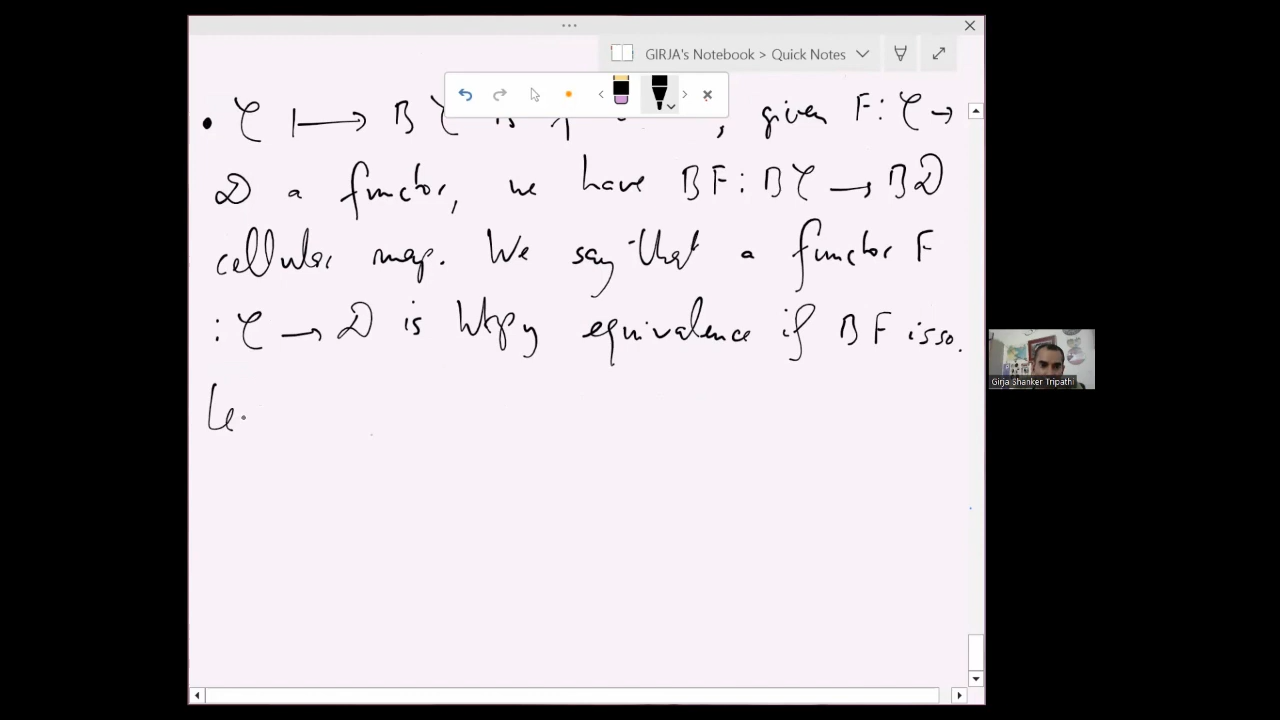 GIRJA's Notebook > Quick Notes
• 𝒞 ⟼ B𝒞 , given F: 𝒞 →
𝒟 a functor, we have BF: B𝒞 → B𝒟
cellular map. We say that a functor F
: 𝒞 → 𝒟 is htpy equivalence if BF is so.
Girja Shanker Tripathi